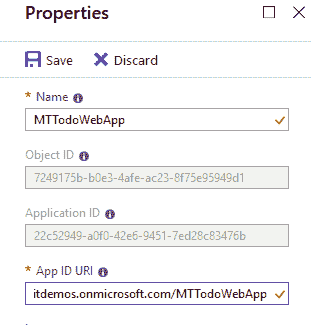 Properties
Save Discard
* Name
MTTodoWebApp
Object ID
7249175b-b0e3-4afe-ac23-8f75e95949d1
Application ID
22c52949-a0f0-42e6-9451-7ed28c83476b
* App ID URI
itdemos.onmicrosoft.com/MTTodoWebApp